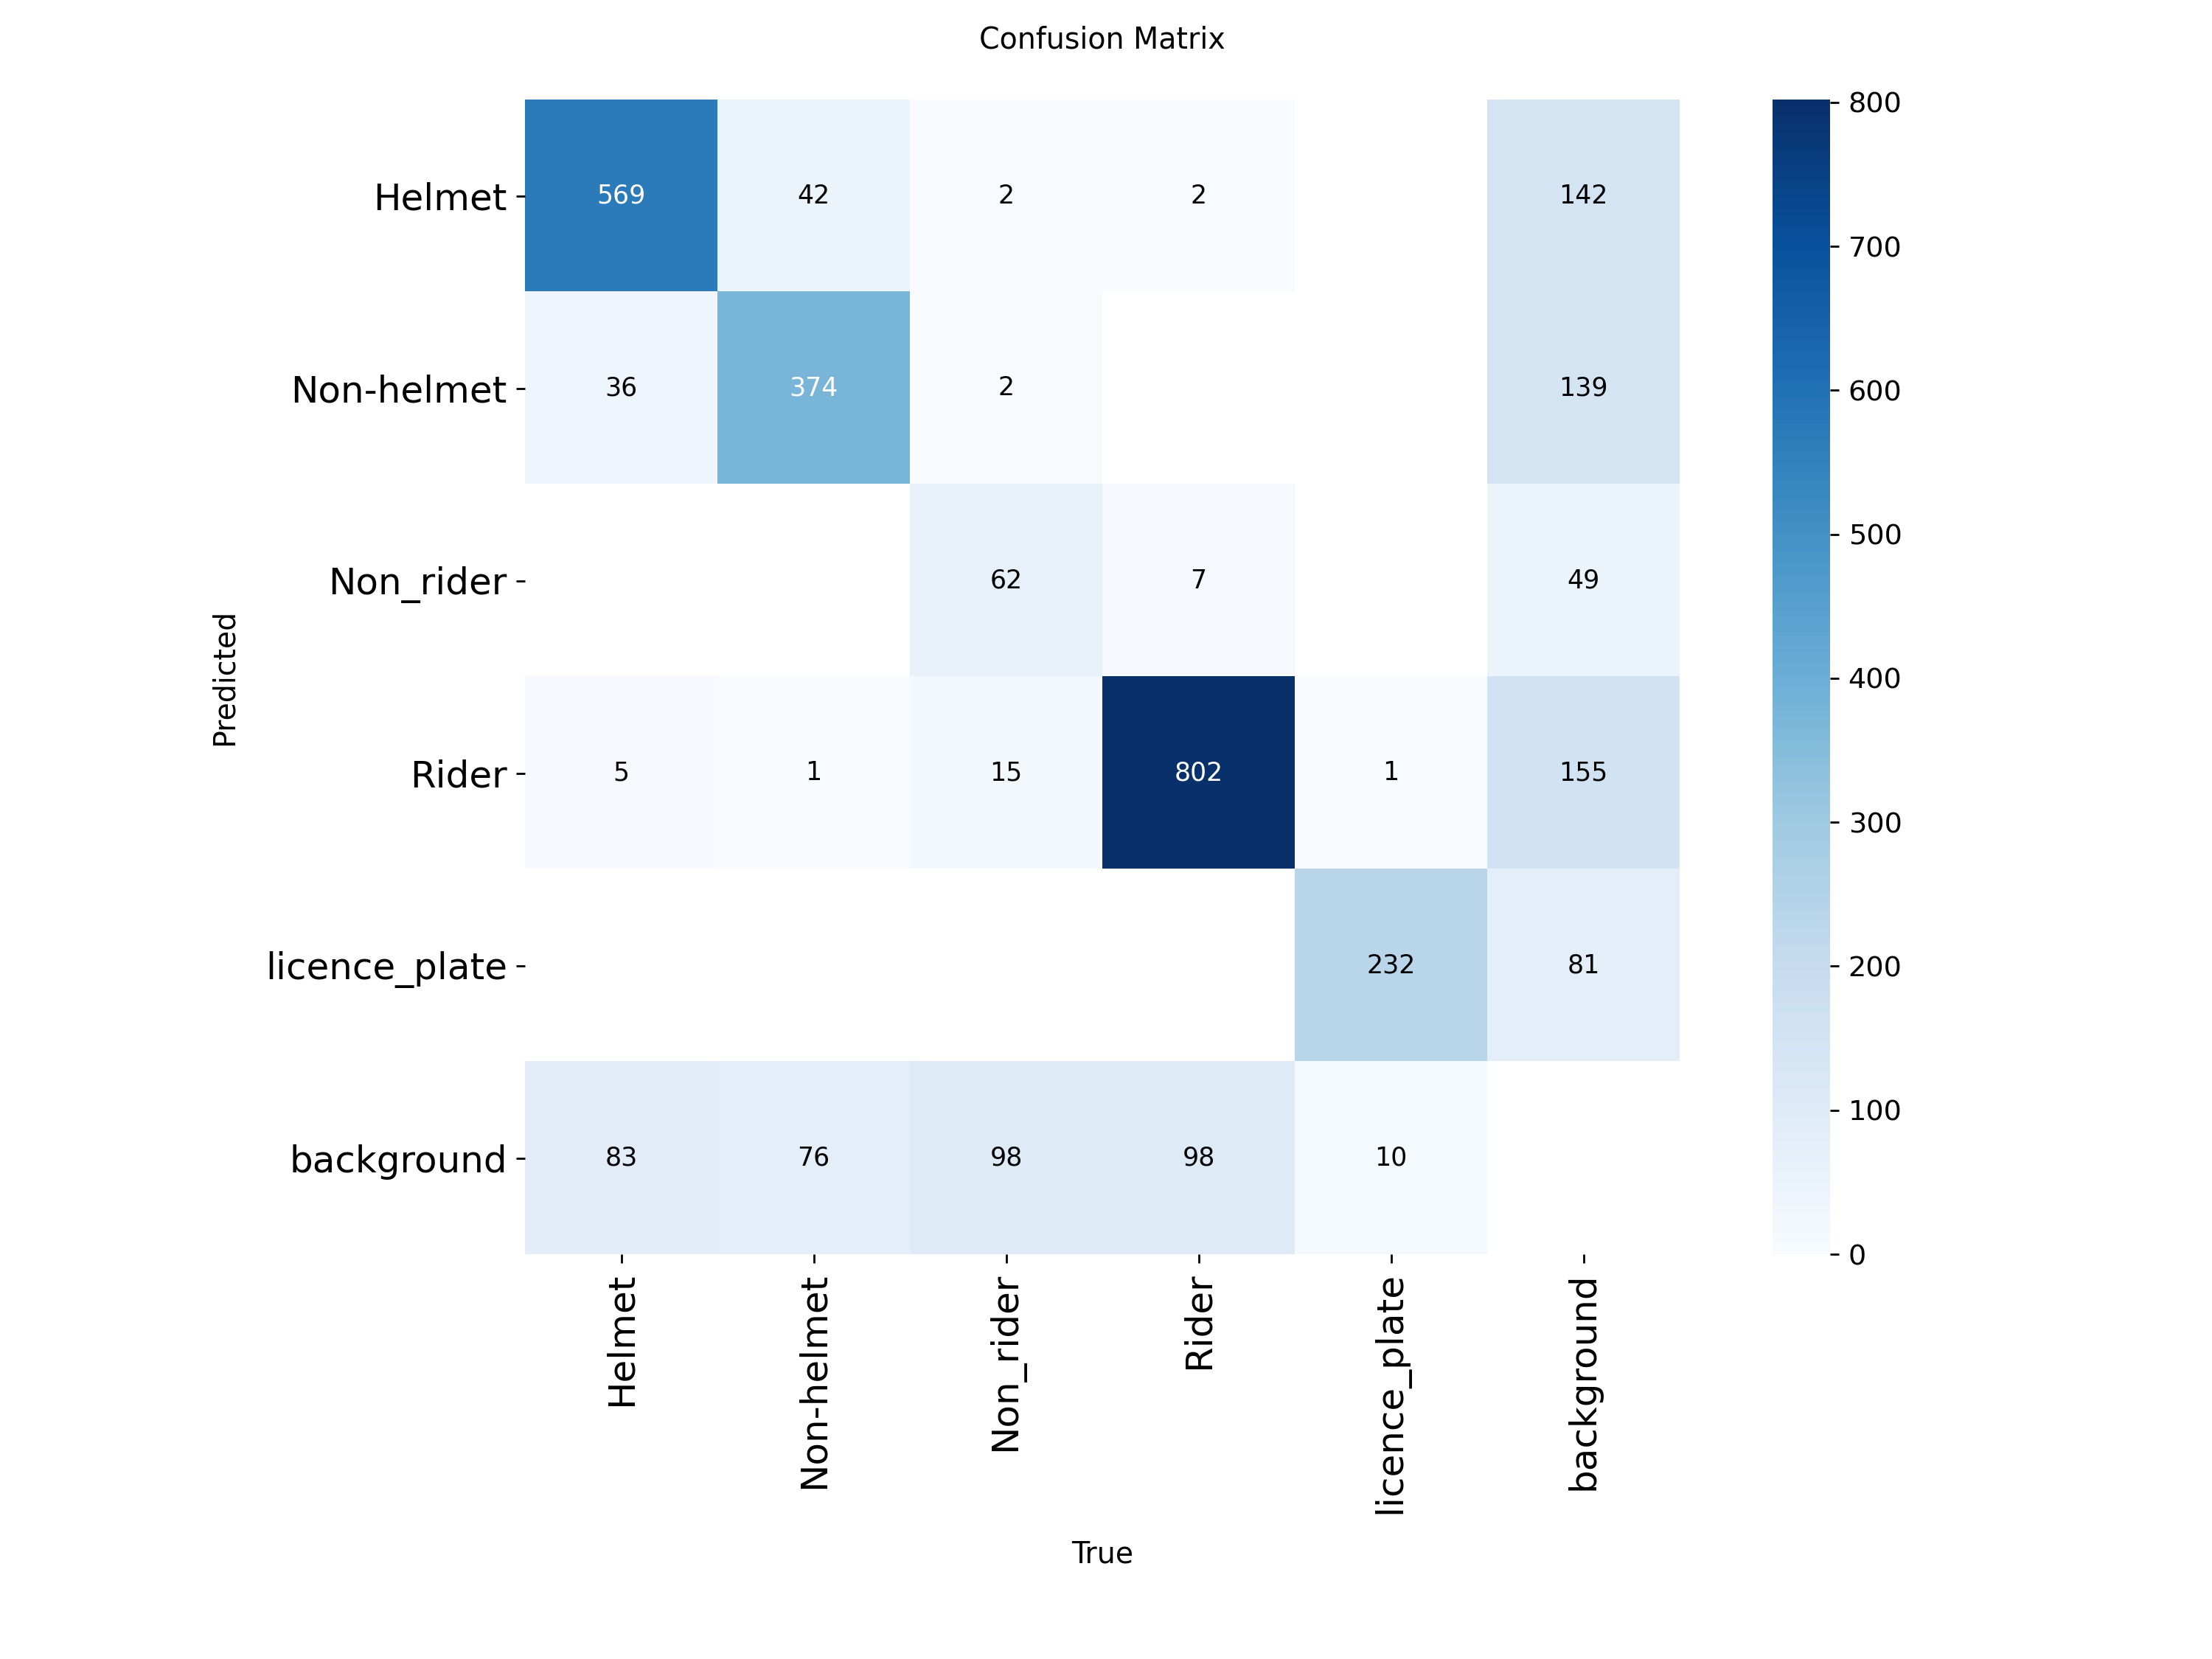 Confusion Matrix
Helmet 569 42 2 2 142
Non-helmet 36 374 2 139
Non_rider 62 7 49
Rider 5 1 15 802 1 155
licence_plate 232 81
background 83 76 98 98 10
Predicted
Helmet
Non-helmet
Non_rider
Rider
licence_plate
background
True
800
700
600
500
400
300
200
100
0